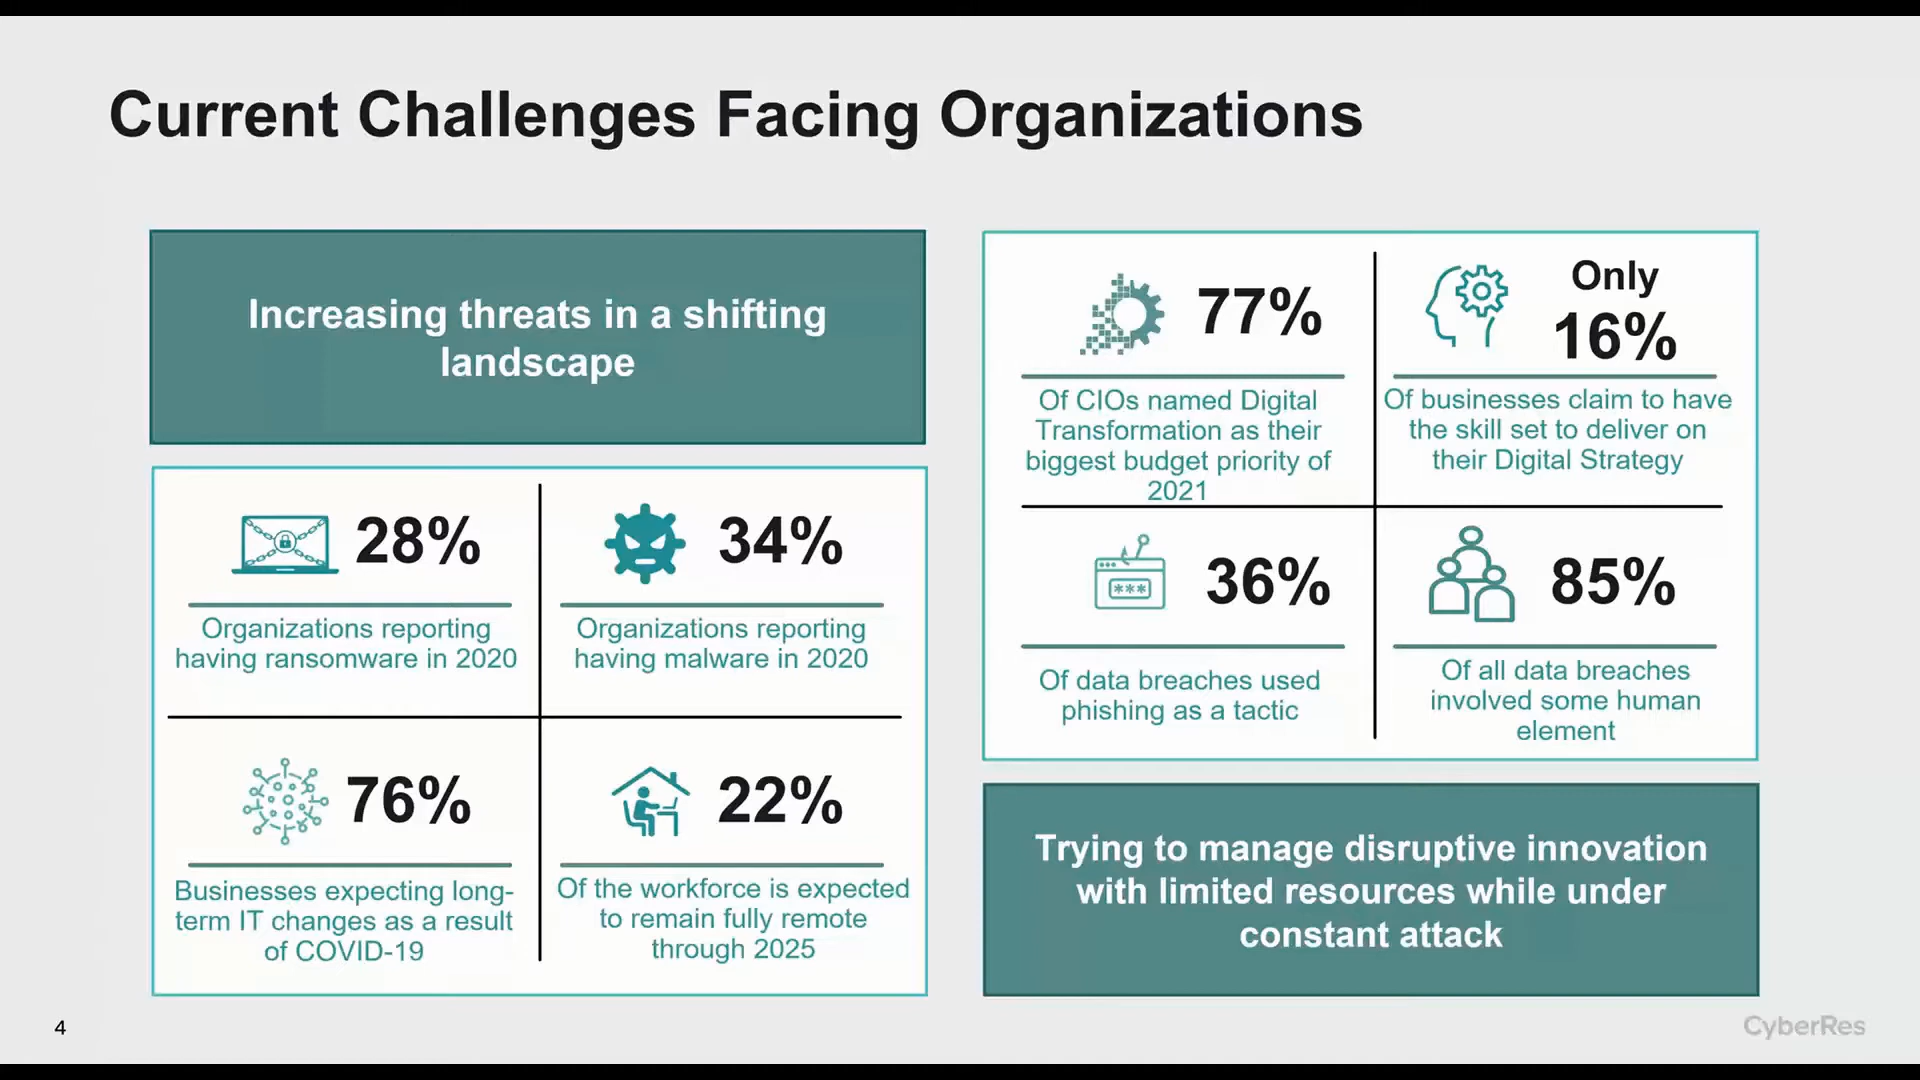 Current Challenges Facing Organizations
Increasing threats in a shifting
landscape
28%
Organizations reporting
having ransomware in 2020
34%
Organizations reporting
having malware in 2020
76%
Businesses expecting long-
term IT changes as a result
of COVID-19
22%
Of the workforce is expected
to remain fully remote
through 2025
77%
Of CIOs named Digital
Transformation as their
biggest budget priority of
2021
Only
16%
Of businesses claim to have
the skill set to deliver on
their Digital Strategy
***
36%
Of data breaches used
phishing as a tactic
85%
Of all data breaches
involved some human
element
Trying to manage disruptive innovation
with limited resources while under
constant attack
4
CyberRes